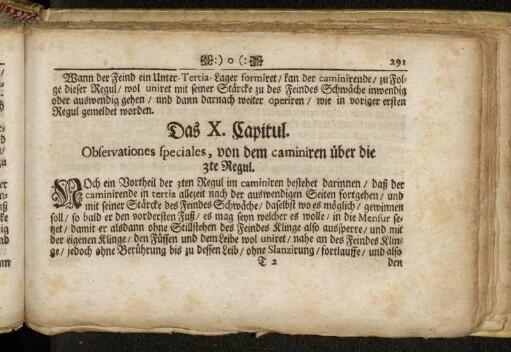 :) o (: 291
Wann der Feind ein Unter-Tertia-Lager formiret / kan der caminirende / zu Fol-
ge dieser Regul / wol uniret mit seiner Stärcke zu des Feindes Schwäche inwendig
oder auswendig gehen / und dann darnach weiter operiren / wie in voriger ersten
Regul gemeldet worden.
Das X. Capitul.
Observationes speciales, von dem caminiren über die
3te Regul.
NOch ein Vortheil der 3ten Regul im caminiren bestehet darinnen / daß der
caminirende in tertia allezeit nach der auswendigen Seiten fortgehen / und
mit seiner Stärcke des Feindes Schwäche / daselbst wo es möglich / gewinnen
soll / so bald er den vordersten Fuß / es mag seyn welcher es wolle / in die Mensur se-
tzet / damit er alsdann ohne Stillstehen des Feindes Klinge also aussperre / und mit
der eigenen Klinge / den Füssen und dem Leibe wol uniret / nahe an des Feindes Klin-
ge / jedoch ohne Berührung bis zu dessen Leib / ohne Slanzirung / fortlauffe / und also
T 2 den